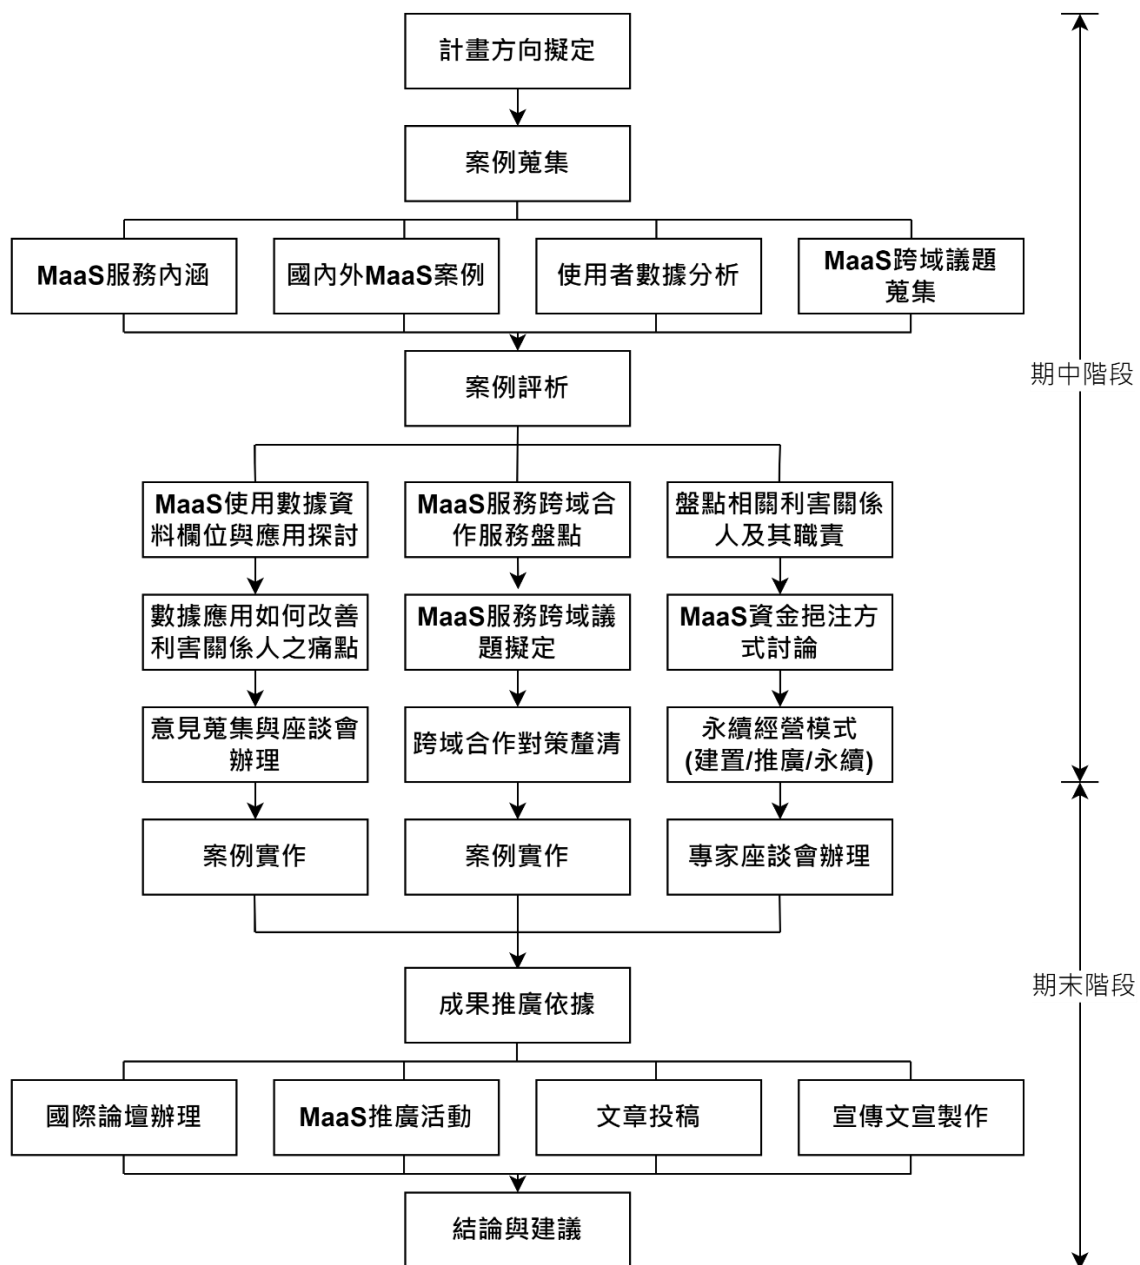 計畫方向擬定
案例蒐集
MaaS服務內涵
國內外MaaS案例
使用者數據分析
MaaS跨域議題
蒐集
案例評析
期中階段
MaaS使用數據資
料欄位與應用探討
MaaS服務跨域合
作服務盤點
盤點相關利害關係
人及其職責
數據應用如何改善
利害關係人之痛點
MaaS服務跨域議
題擬定
MaaS資金挹注方
式討論
意見蒐集與座談會
辦理
跨域合作對策釐清
永續經營模式
(建置/推廣/永續)
案例實作
案例實作
專家座談會辦理
成果推廣依據
期末階段
國際論壇辦理
MaaS推廣活動
文章投稿
宣傳文宣製作
結論與建議